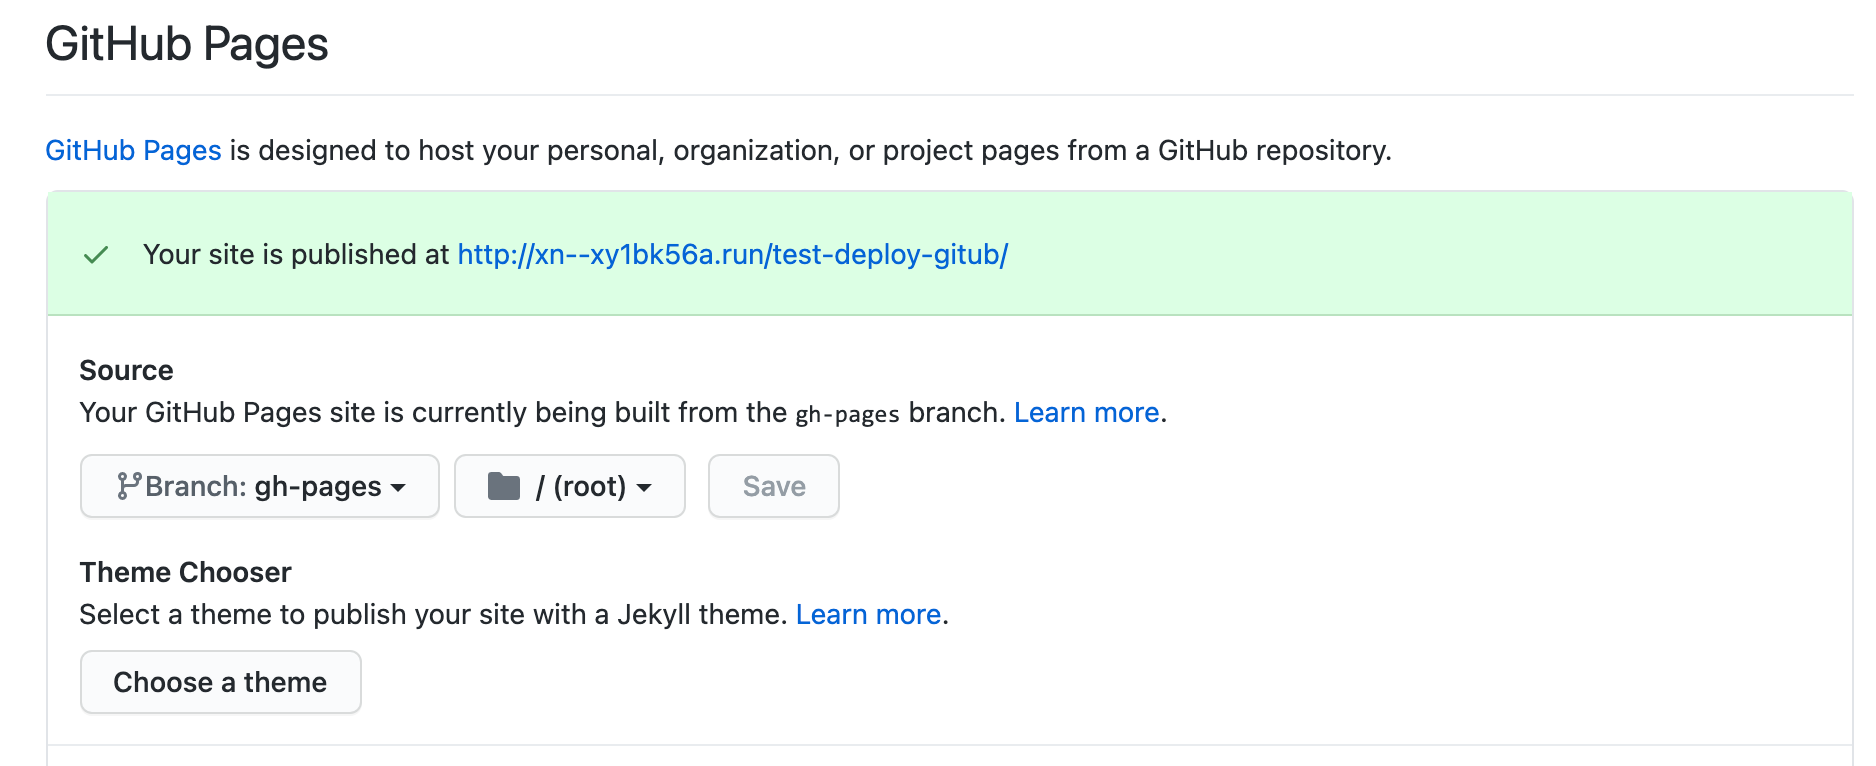 GitHub Pages
GitHub Pages is designed to host your personal, organization, or project pages from a GitHub repository.
Your site is published at http://xn--xy1bk56a.run/test-deploy-gitub/
Source
Your GitHub Pages site is currently being built from the gh-pages branch. Learn more.
Branch: gh-pages / (root) Save
Theme Chooser
Select a theme to publish your site with a Jekyll theme. Learn more.
Choose a theme